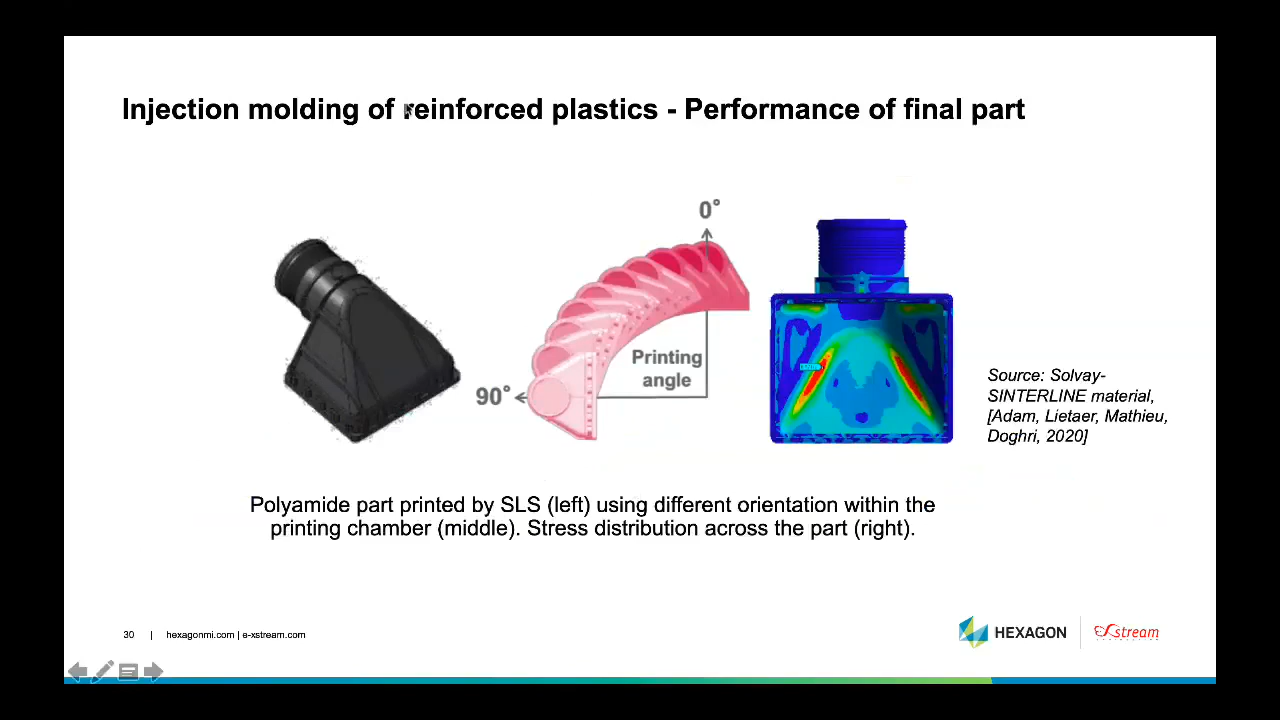 Injection molding of reinforced plastics - Performance of final part
0°
Printing
angle
90°
Source: Solvay-
SINTERLINE material,
[Adam, Lietaer, Mathieu,
Doghri, 2020]
Polyamide part printed by SLS (left) using different orientation within the
printing chamber (middle). Stress distribution across the part (right).
30 | hexagonmi.com | e-xstream.com
HEXAGON
stream